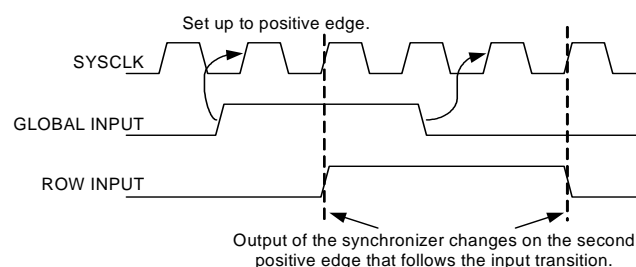 Set up to positive edge.
SYSCLK
GLOBAL INPUT
ROW INPUT
Output of the synchronizer changes on the second
positive edge that follows the input transition.